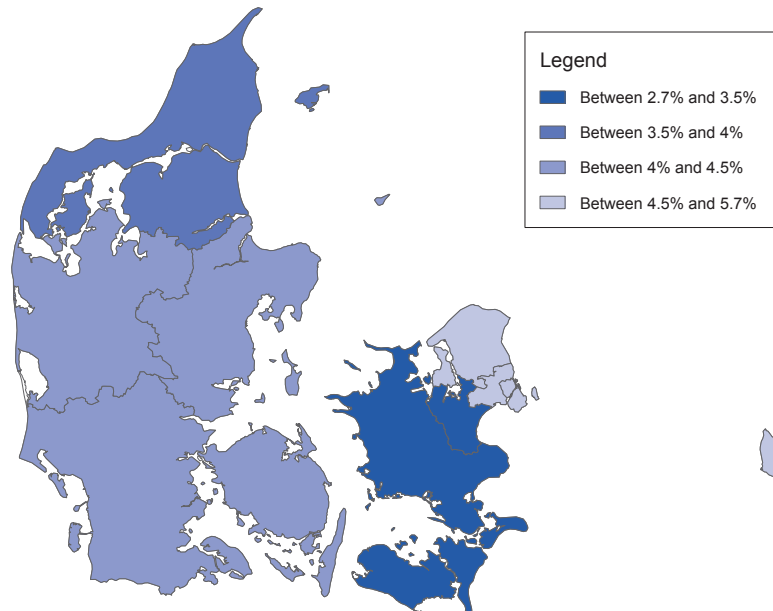 Legend
Between 2.7% and 3.5%
Between 3.5% and 4%
Between 4% and 4.5%
Between 4.5% and 5.7%